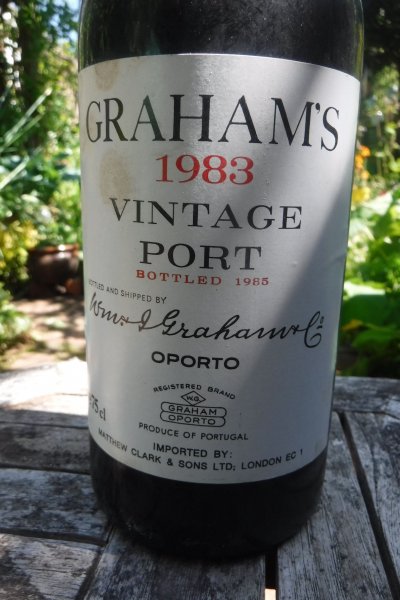 GRAHAM'S
1983
VINTAGE
PORT
BOTTLED 1985
BOTTLED AND SHIPPED BY
Wm. & J. Graham & Co
OPORTO
REGISTERED BRAND
W.G.
GRAHAM
OPORTO
PRODUCE OF PORTUGAL
75cl
IMPORTED BY:
MATTHEW CLARK & SONS LTD; LONDON EC 1